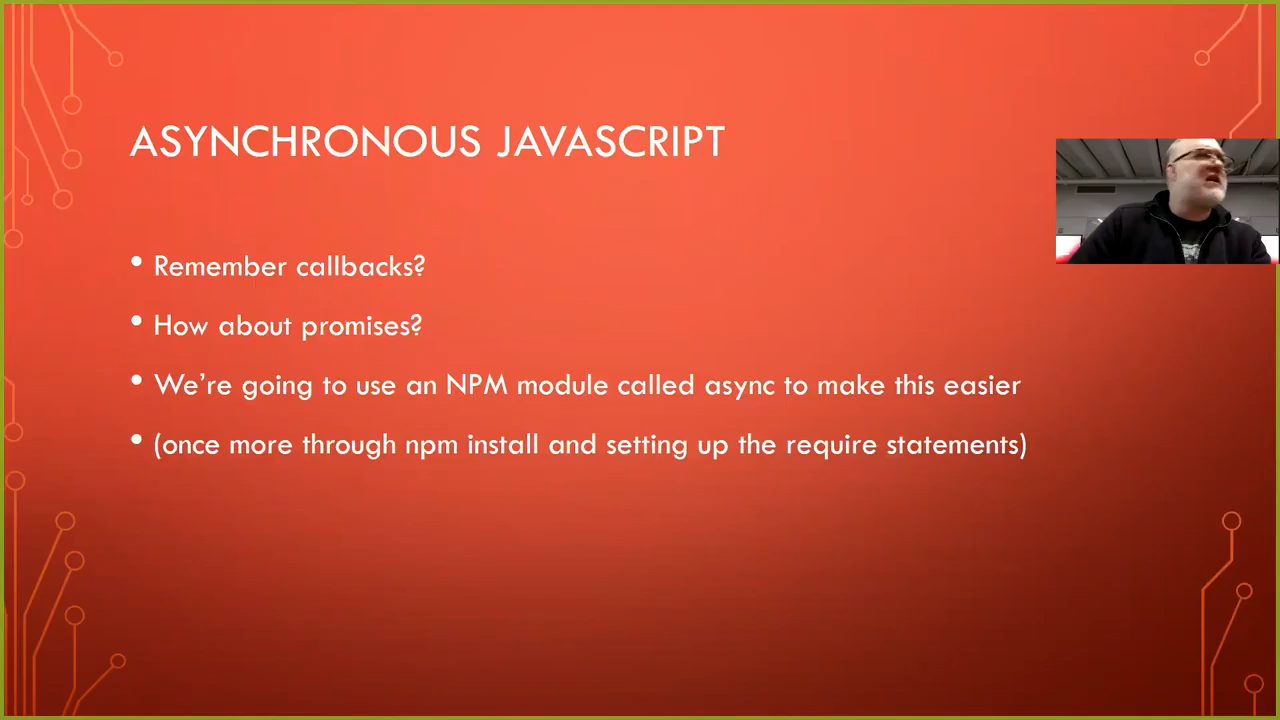 ASYNCHRONOUS JAVASCRIPT
• Remember callbacks?
• How about promises?
• We’re going to use an NPM module called async to make this easier
• (once more through npm install and setting up the require statements)